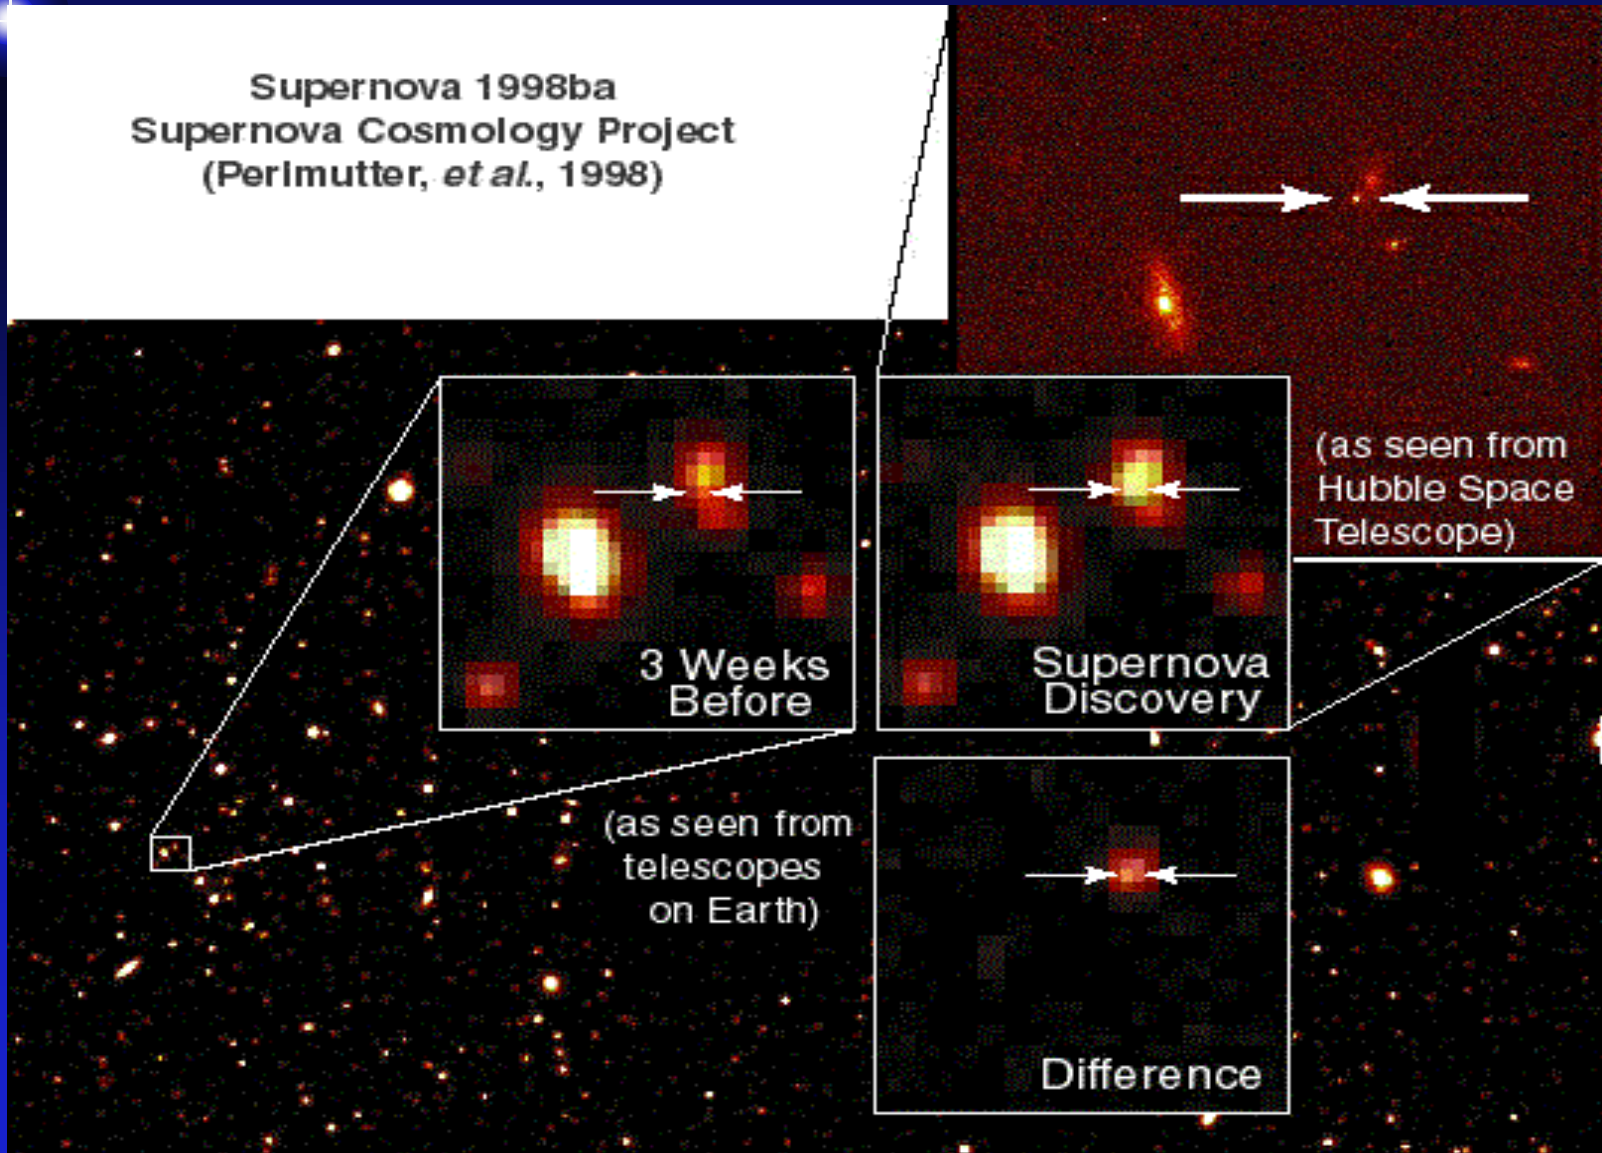 Supernova 1998ba
Supernova Cosmology Project
(Perlmutter, et al., 1998)
(as seen from
Hubble Space
Telescope)
3 Weeks
Before
Supernova
Discovery
(as seen from
telescopes
on Earth)
Difference